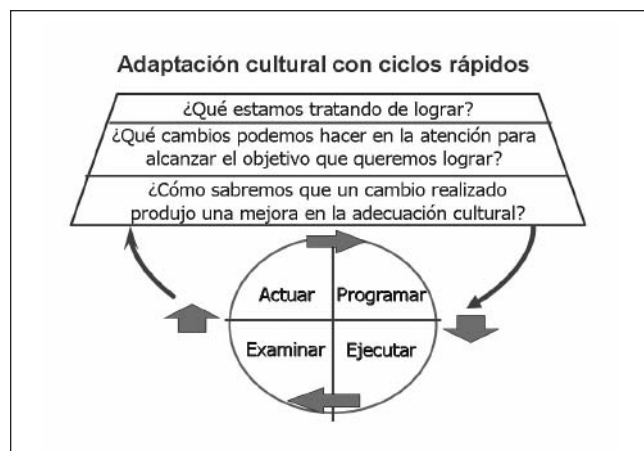 Adaptación cultural con ciclos rápidos
¿Qué estamos tratando de lograr?
¿Qué cambios podemos hacer en la atención para
alcanzar el objetivo que queremos lograr?
¿Cómo sabremos que un cambio realizado
produjo una mejora en la adecuación cultural?
Actuar
Programar
Examinar
Ejecutar